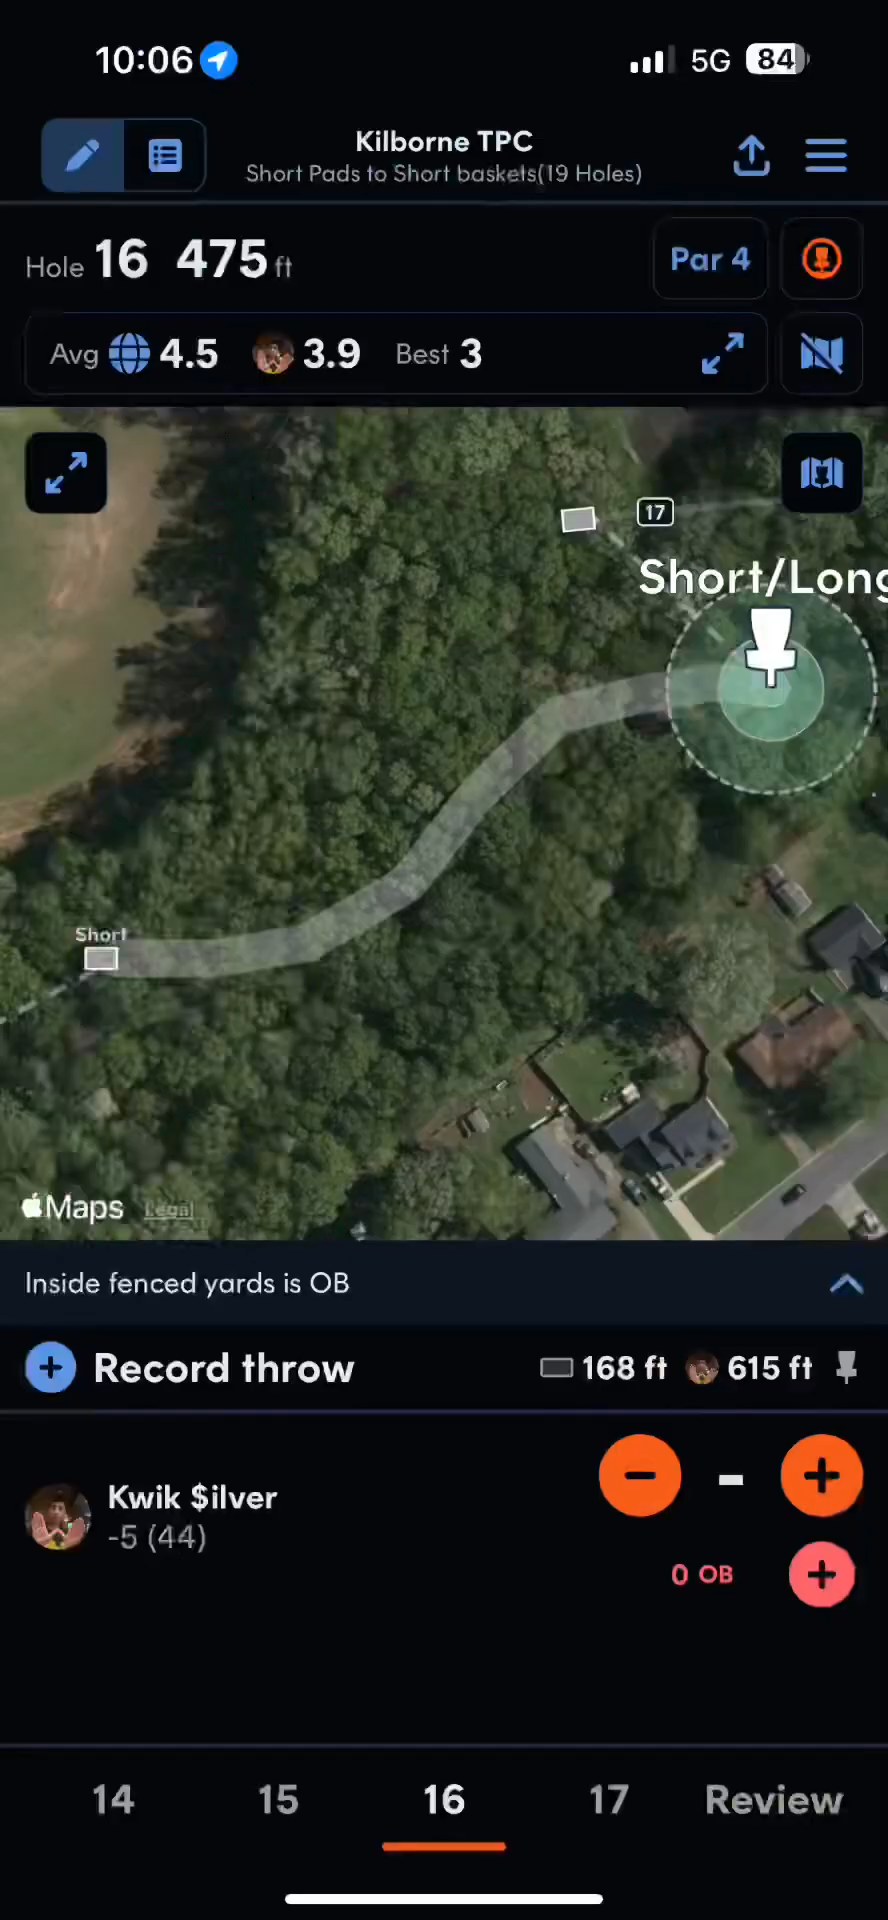 10:06 5G 84
Kilborne TPC
Short Pads to Short baskets(19 Holes)
Hole 16 475 ft Par 4
Avg 4.5 3.9 Best 3
17
Short/Long
Short
Maps Legal
Inside fenced yards is OB
Record throw 168 ft 615 ft
Kwik $ilver
-5 (44)
− - +
0 OB +
14 15 16 17 Review